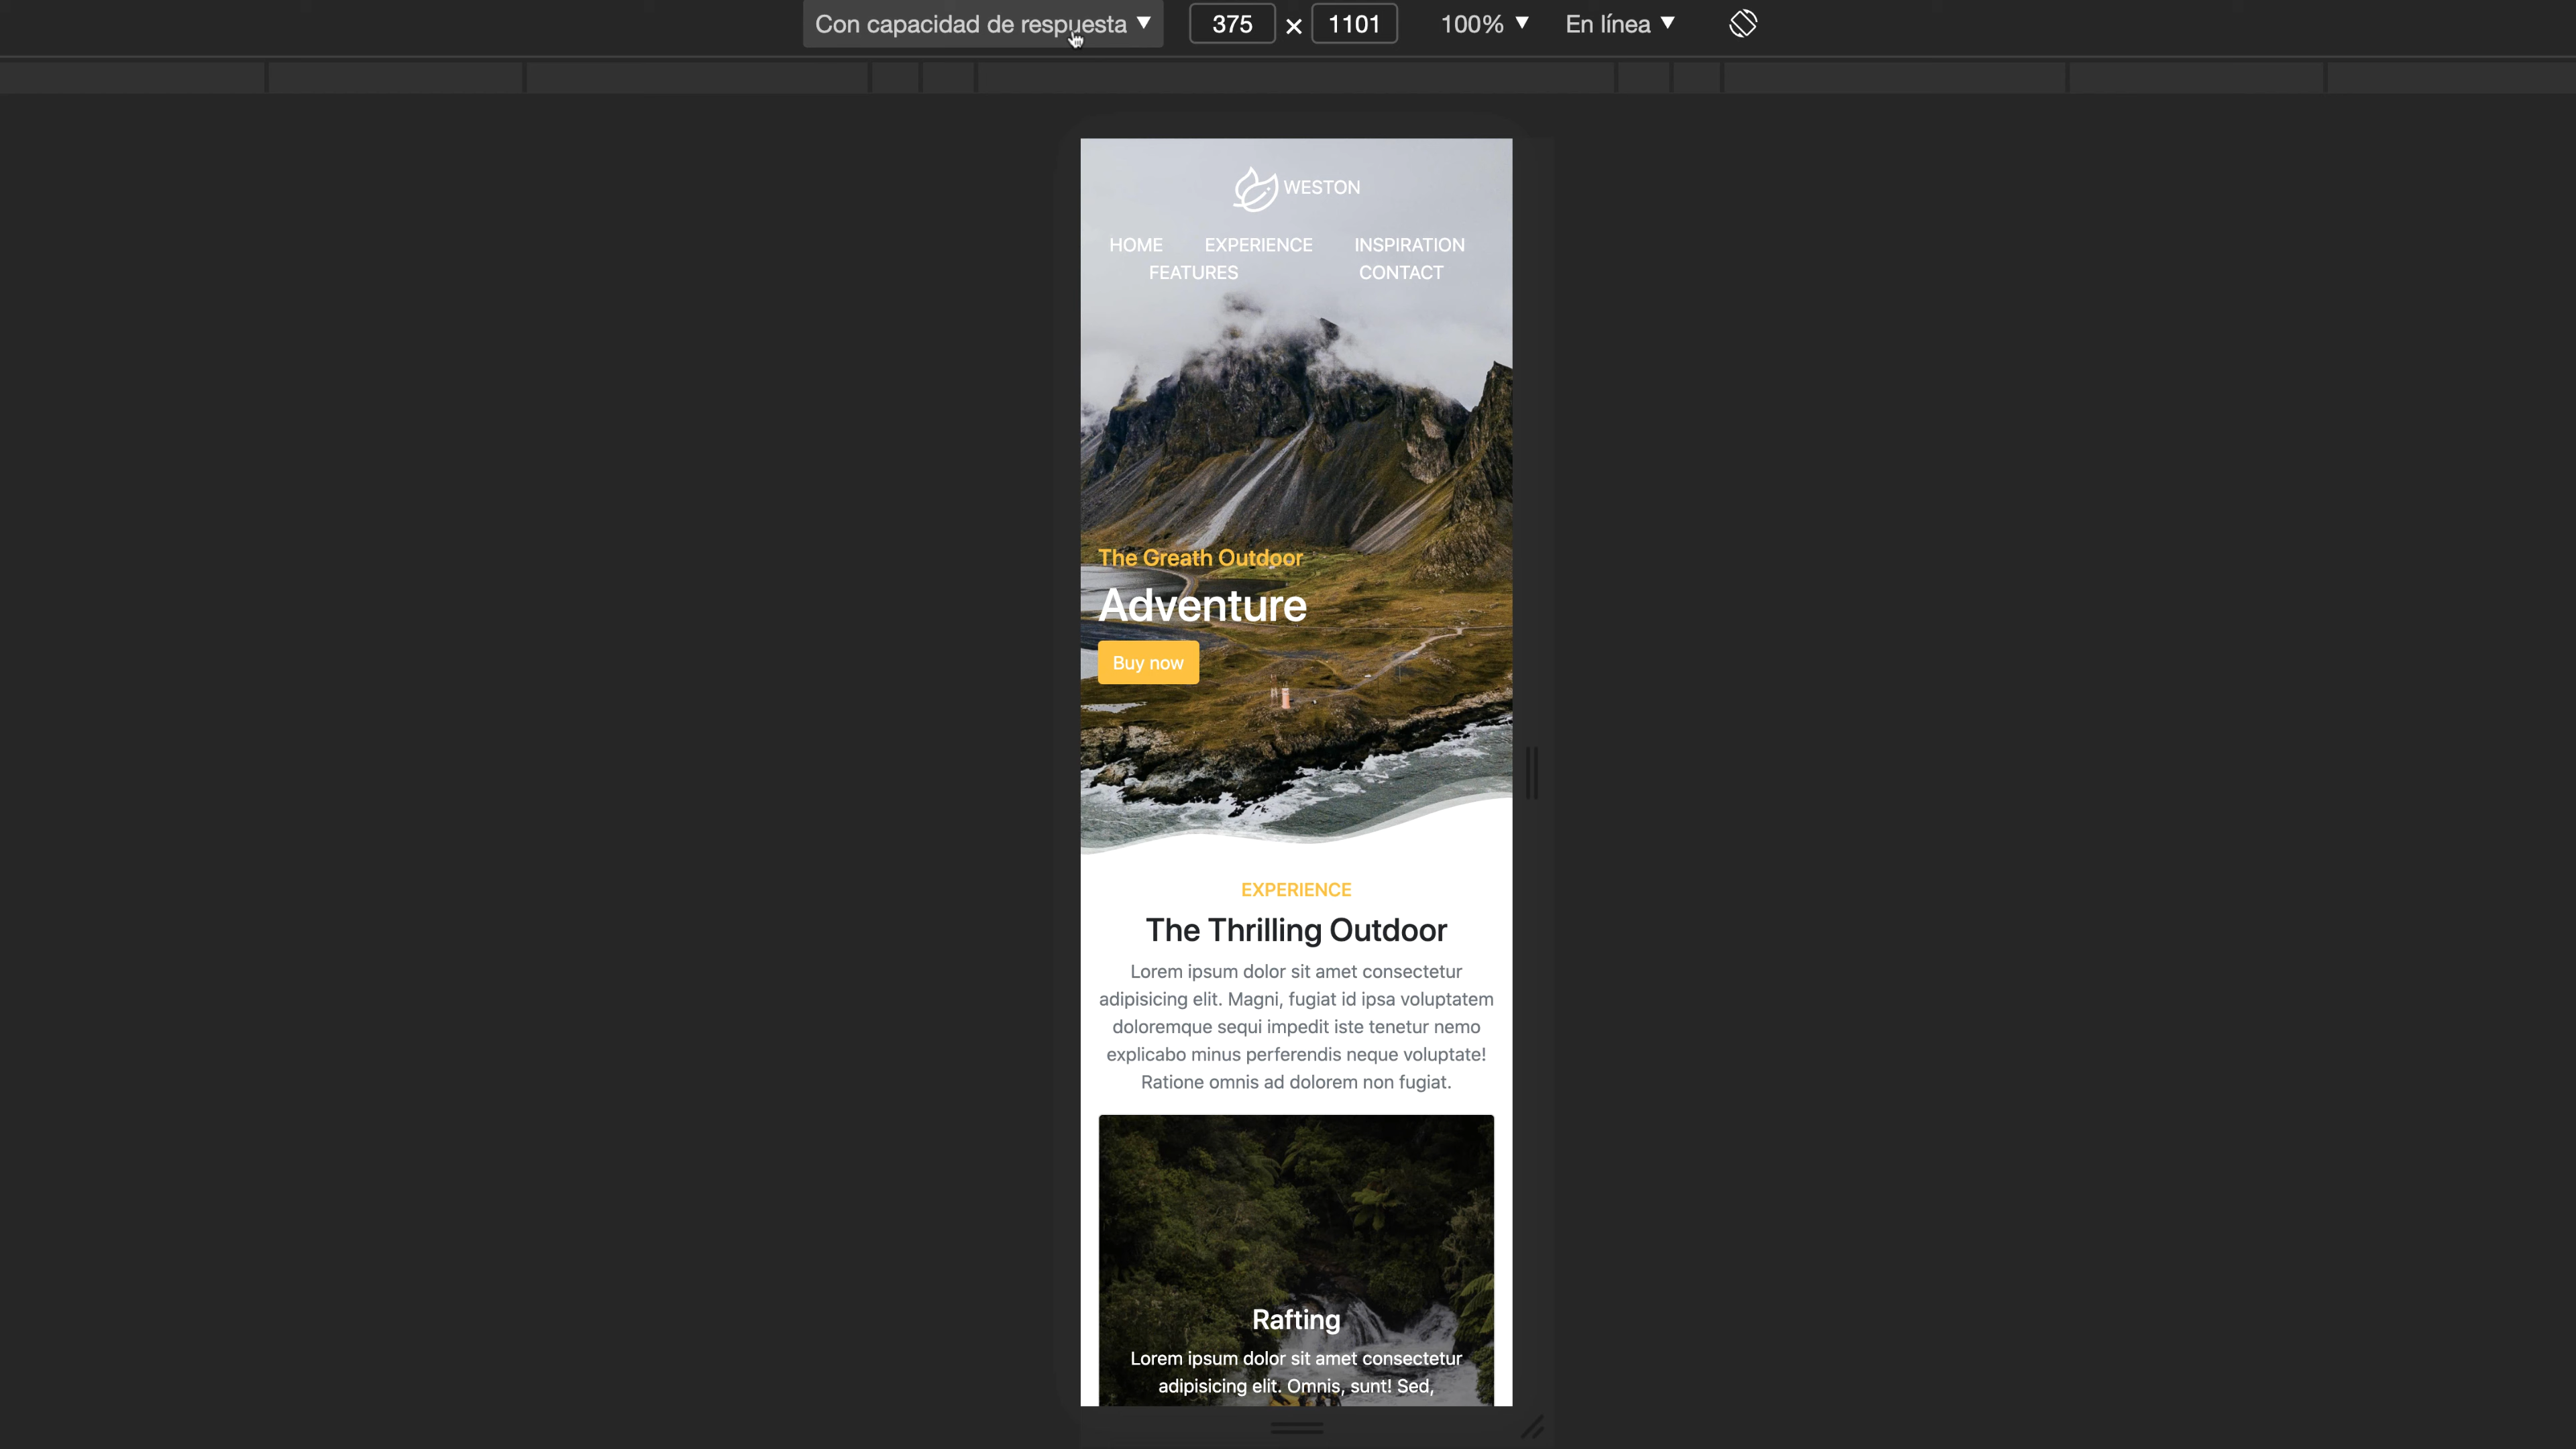 Con capacidad de respuesta ▼ 375 × 1101 100% ▼ En línea ▼
WESTON
HOME EXPERIENCE INSPIRATION
FEATURES CONTACT
The Greath Outdoor
Adventure
Buy now
EXPERIENCE
The Thrilling Outdoor
Lorem ipsum dolor sit amet consectetur
adipisicing elit. Magni, fugiat id ipsa voluptatem
doloremque sequi impedit iste tenetur nemo
explicabo minus perferendis neque voluptate!
Ratione omnis ad dolorem non fugiat.
Rafting
Lorem ipsum dolor sit amet consectetur
adipisicing elit. Omnis, sunt! Sed,